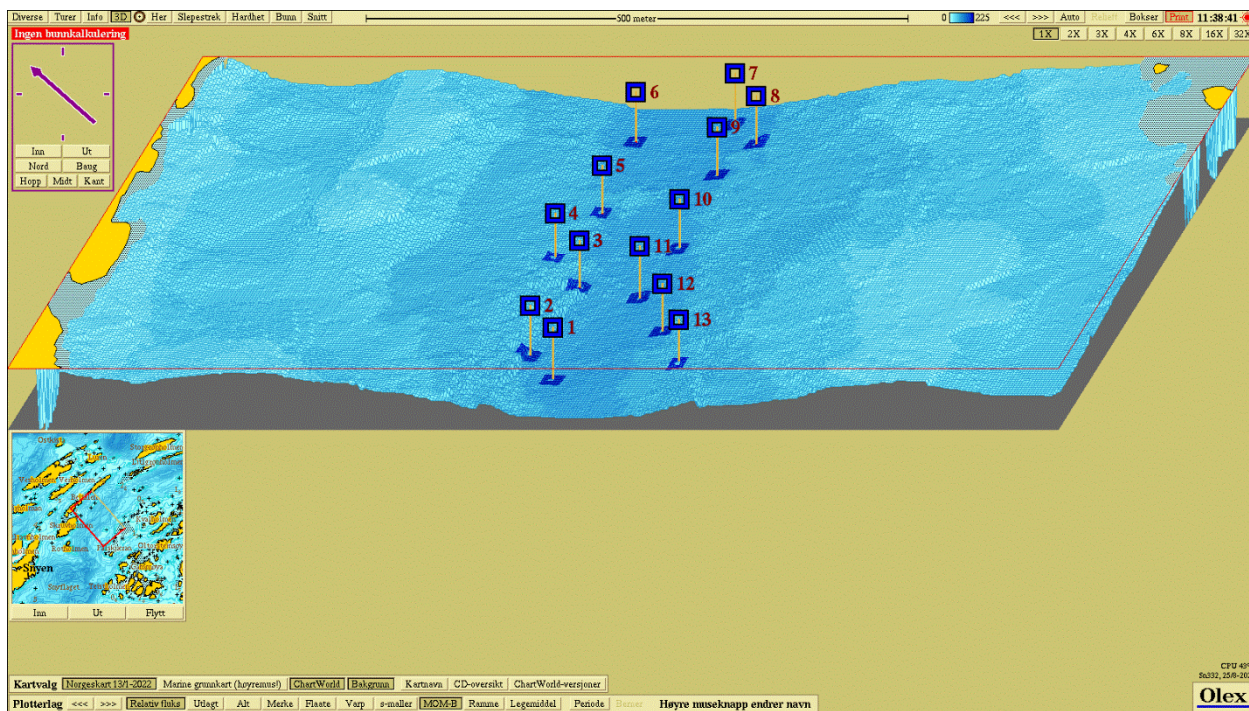 Diverse Turer Info 3D Her Slepestrek Hardhet Bunn Snitt 500 meter 0 225 <<< >>> Auto Relieff Bokser Print 11:38:41
Ingen bunnkalkulering
1X 2X 3X 4X 6X 8X 16X 32X
7
6
8
9
5
10
4
3
11
12
2
13
1
Inn Ut
Nord Baug
Hopp Midt Kant
Snyen
Inn Ut Flytt
Kartvalg Norgeskart 13/1-2022 Marine grunnkart (høyremus!) ChartWorld Bakgrunn Kartnavn CD-oversikt ChartWorld-versjoner
Plotterlag <<< >>> Relativ fluks Utlagt Alt Merke Flaate Varp s-maller MOM-B Ramme Legemiddel Periode Høyre museknapp endrer navn
Olex